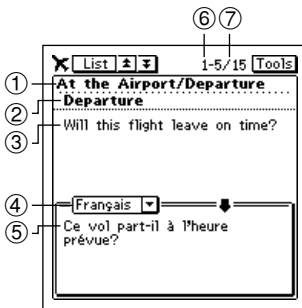 ⑥ ⑦
List 1-5/15 Tools
① At the Airport/Departure
② Departure
③ Will this flight leave on time?
④ Français
⑤ Ce vol part-il à l'heure
prévue?